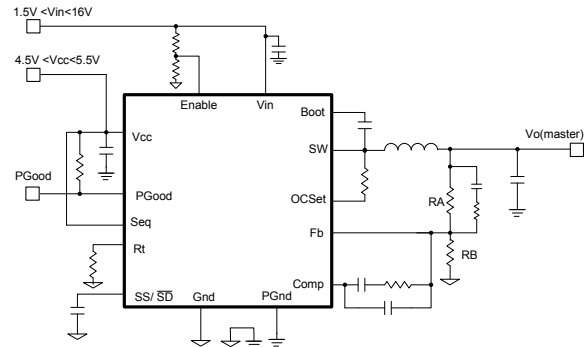 1.5V <Vin<16V
4.5V <Vcc<5.5V
Enable
Vin
Boot
Vcc
SW
Vo(master)
PGood
PGood
OCSet
RA
Seq
Fb
Rt
RB
Comp
SS/ SD
Gnd
PGnd